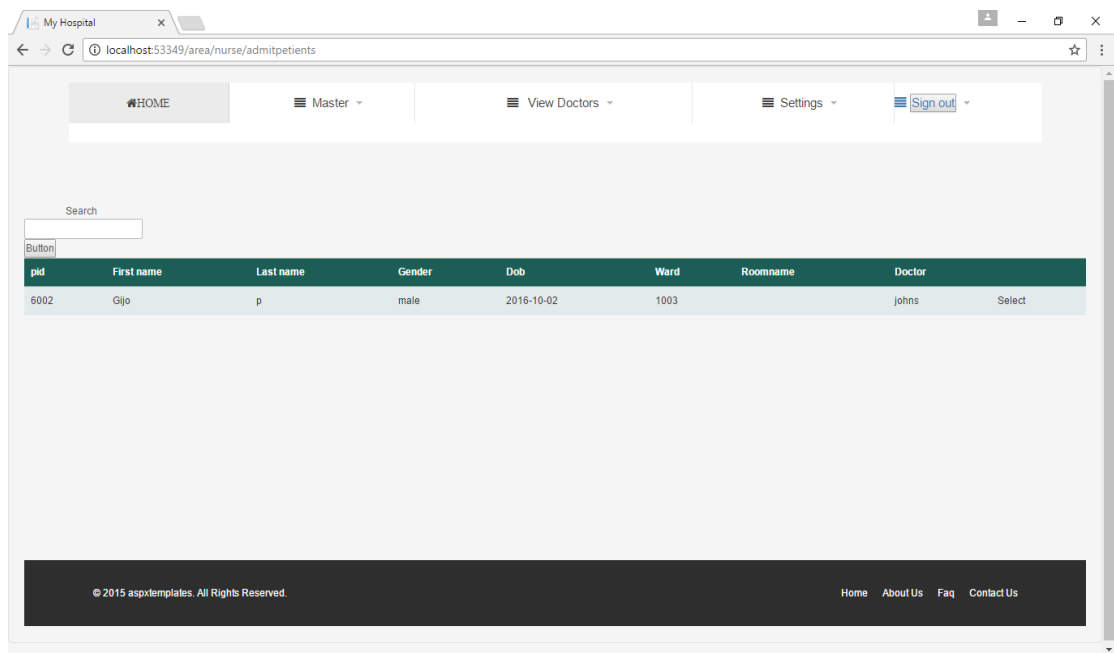 My Hospital
localhost:53349/area/nurse/admitpetients
HOME Master View Doctors Settings Sign out
Search
Button
pid First name Last name Gender Dob Ward Roomname Doctor
6002 Gijo p male 2016-10-02 1003 johns Select
© 2015 aspxtemplates. All Rights Reserved. Home About Us Faq Contact Us